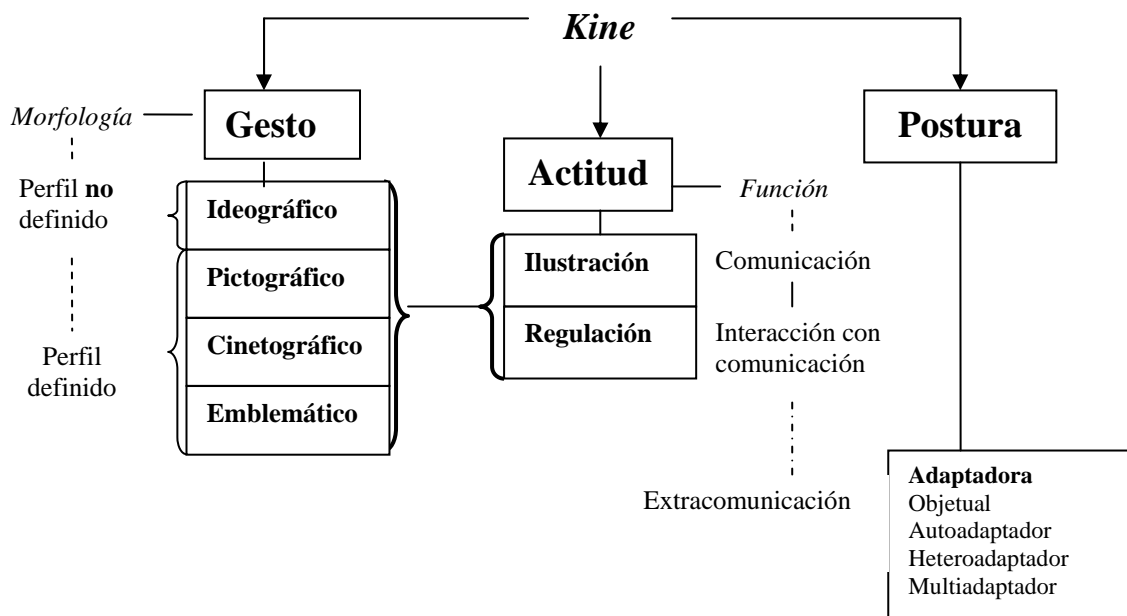 Kine
Morfología
Gesto
Postura
Actitud
Función
Perfil no
definido
Ideográfico
Pictográfico
Cinetográfico
Emblemático
Perfil
definido
Ilustración
Regulación
Comunicación
Interacción con
comunicación
Extracomunicación
Adaptadora
Objetual
Autoadaptador
Heteroadaptador
Multiadaptador